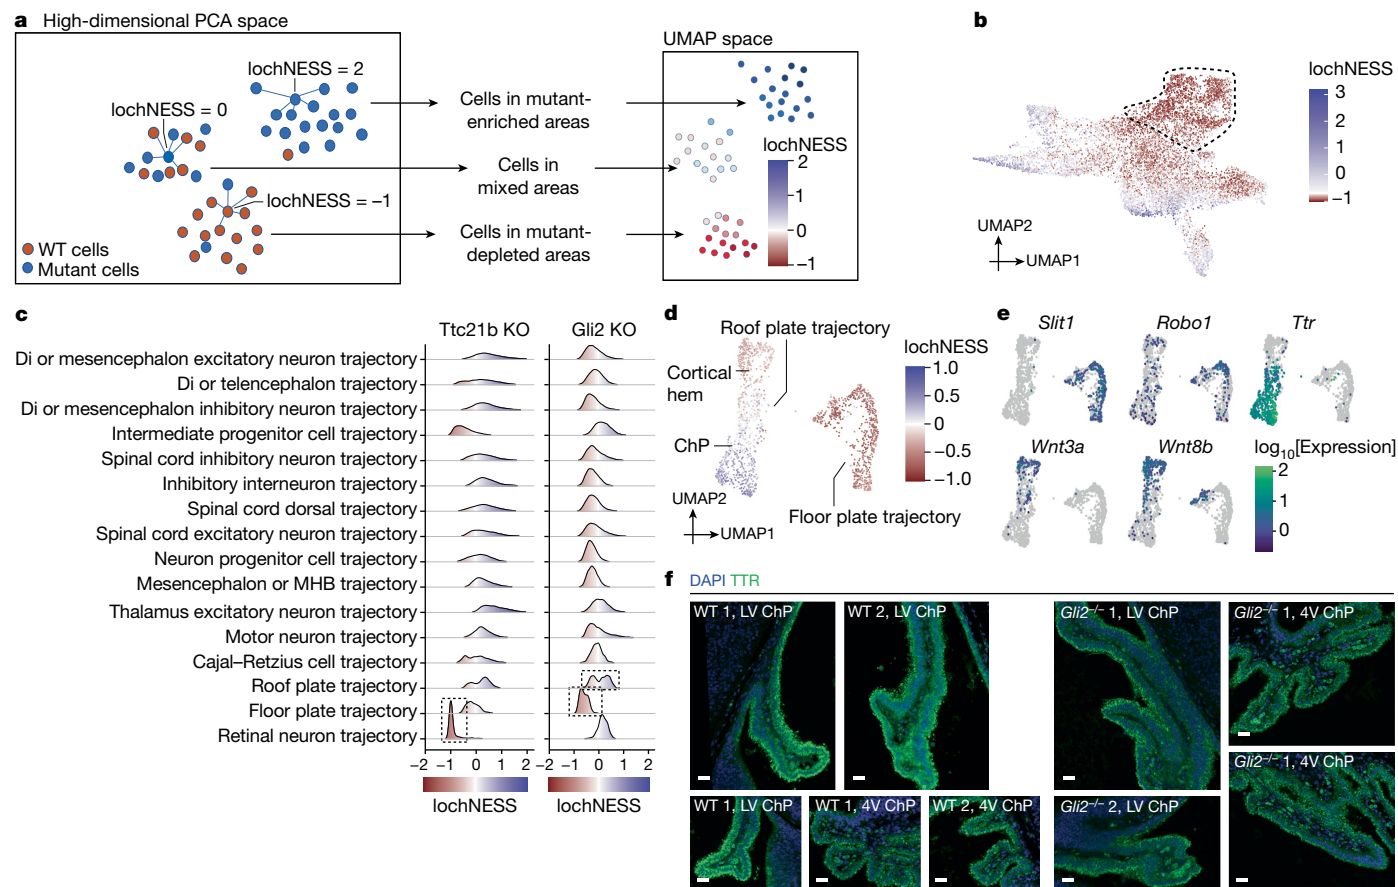 a High-dimensional PCA space
UMAP space
lochNESS = 2
lochNESS = 0
lochNESS = −1
WT cells
Mutant cells
Cells in mutant-
enriched areas
Cells in
mixed areas
Cells in mutant-
depleted areas
lochNESS
2
1
0
−1
b
lochNESS
3
2
1
0
−1
UMAP2
UMAP1
c
Ttc21b KO
Gli2 KO
Di or mesencephalon excitatory neuron trajectory
Di or telencephalon trajectory
Di or mesencephalon inhibitory neuron trajectory
Intermediate progenitor cell trajectory
Spinal cord inhibitory neuron trajectory
Inhibitory interneuron trajectory
Spinal cord dorsal trajectory
Spinal cord excitatory neuron trajectory
Neuron progenitor cell trajectory
Mesencephalon or MHB trajectory
Thalamus excitatory neuron trajectory
Motor neuron trajectory
Cajal–Retzius cell trajectory
Roof plate trajectory
Floor plate trajectory
Retinal neuron trajectory
−2 −1 0 1 2
−2 −1 0 1 2
lochNESS
lochNESS
d
Roof plate trajectory
Cortical
hem
ChP
lochNESS
1.0
0.5
0
−0.5
−1.0
UMAP2
UMAP1
Floor plate trajectory
e
Slit1
Robo1
Ttr
Wnt3a
Wnt8b
log10[Expression]
2
1
0
f DAPI TTR
WT 1, LV ChP
WT 2, LV ChP
Gli2−/− 1, LV ChP
Gli2−/− 1, 4V ChP
Gli2−/− 1, 4V ChP
WT 1, LV ChP
WT 1, 4V ChP
WT 2, 4V ChP
Gli2−/− 2, LV ChP